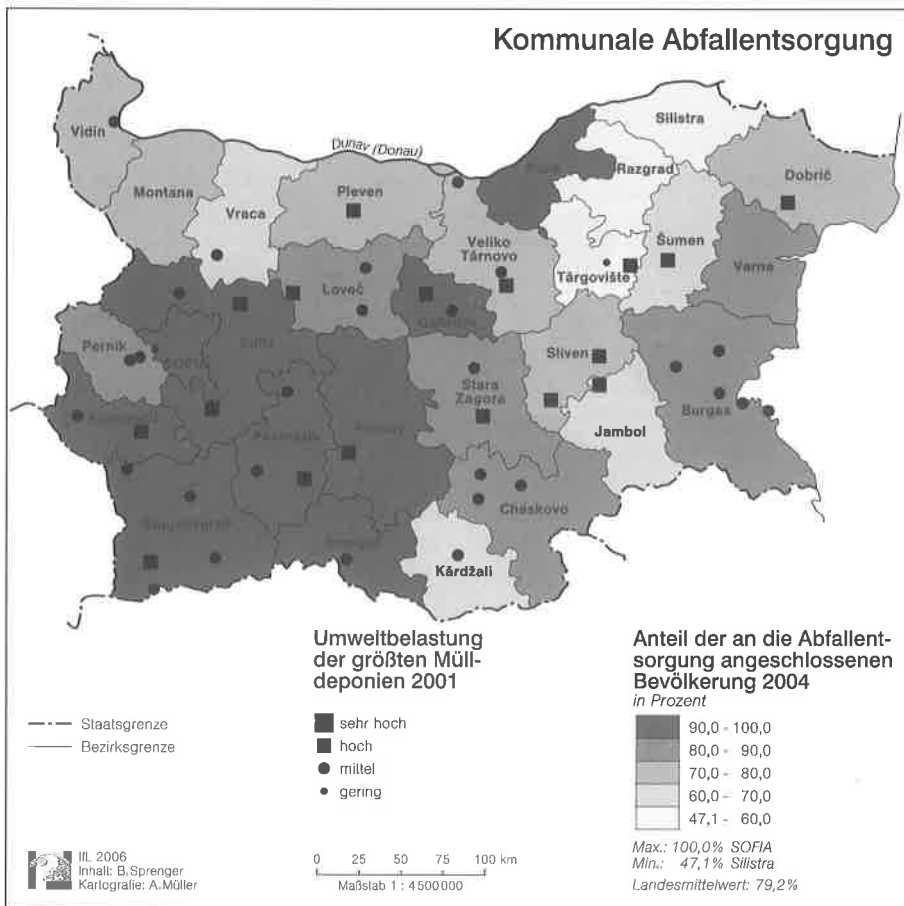 Kommunale Abfallentsorgung
Silistra
Vidin
Dunav (Donau)
Razgrad
Dobrič
Montana
Pleven
Vraca
Šumen
Veliko
Tărnovo
Varna
Tărgovište
Loveč
Pernik
Sliven
Stara
Zagora
Burgas
Jambol
Chaskovo
Kărdžali
Umweltbelastung
der größten Müll-
deponien 2001
sehr hoch
hoch
mittel
gering
Anteil der an die Abfallent-
sorgung angeschlossenen
Bevölkerung 2004
in Prozent
90,0 - 100,0
80,0 - 90,0
70,0 - 80,0
60,0 - 70,0
47,1 - 60,0
Max.: 100,0% SOFIA
Min.: 47,1% Silistra
Landesmittelwert: 79,2%
Staatsgrenze
Bezirksgrenze
IfL 2006
Inhalt: B.Sprenger
Kartografie: A.Müller
0 25 50 75 100 km
Maßstab 1 : 4500000